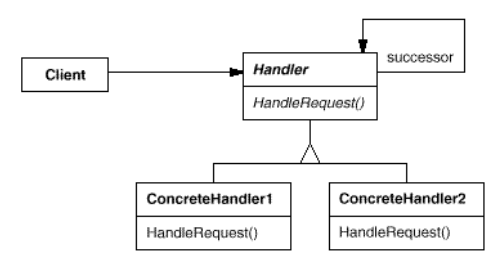 successor
Client
Handler
HandleRequest()
ConcreteHandler1
HandleRequest()
ConcreteHandler2
HandleRequest()